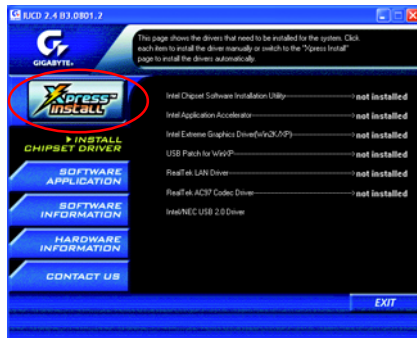 IUCD 2.4 B3.0801.2
GIGABYTE™
This page shows the drivers that need to be installed for the system. Click
each item to install the driver manually or switch to the "Xpress Install"
page to install the drivers automatically.
Xpress™
Install
INSTALL
CHIPSET DRIVER
SOFTWARE
APPLICATION
SOFTWARE
INFORMATION
HARDWARE
INFORMATION
CONTACT US
Intel Chipset Software Installation Utility not installed
Intel Application Accelerator not installed
Intel Extreme Graphics Driver(Win2K/XP) not installed
USB Patch for WinXP not installed
RealTek LAN Driver not installed
RealTek AC97 Codec Driver not installed
Intel/NEC USB 2.0 Driver
EXIT